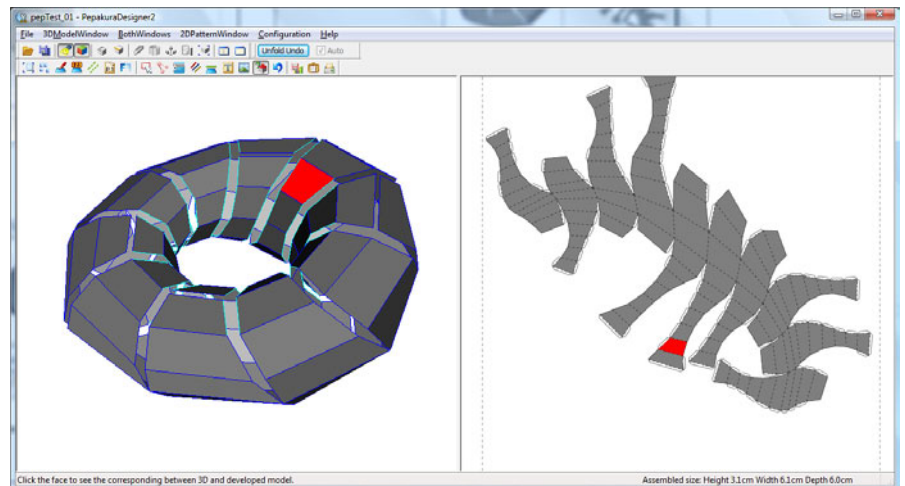 pepTest_01 - PepakuraDesigner2
File 3DModelWindow BothWindows 2DPatternWindow Configuration Help
Unfold Undo Auto
Click the face to see the corresponding between 3D and developed model. Assembled size: Height 3.1cm Width 6.1cm Depth 6.0cm